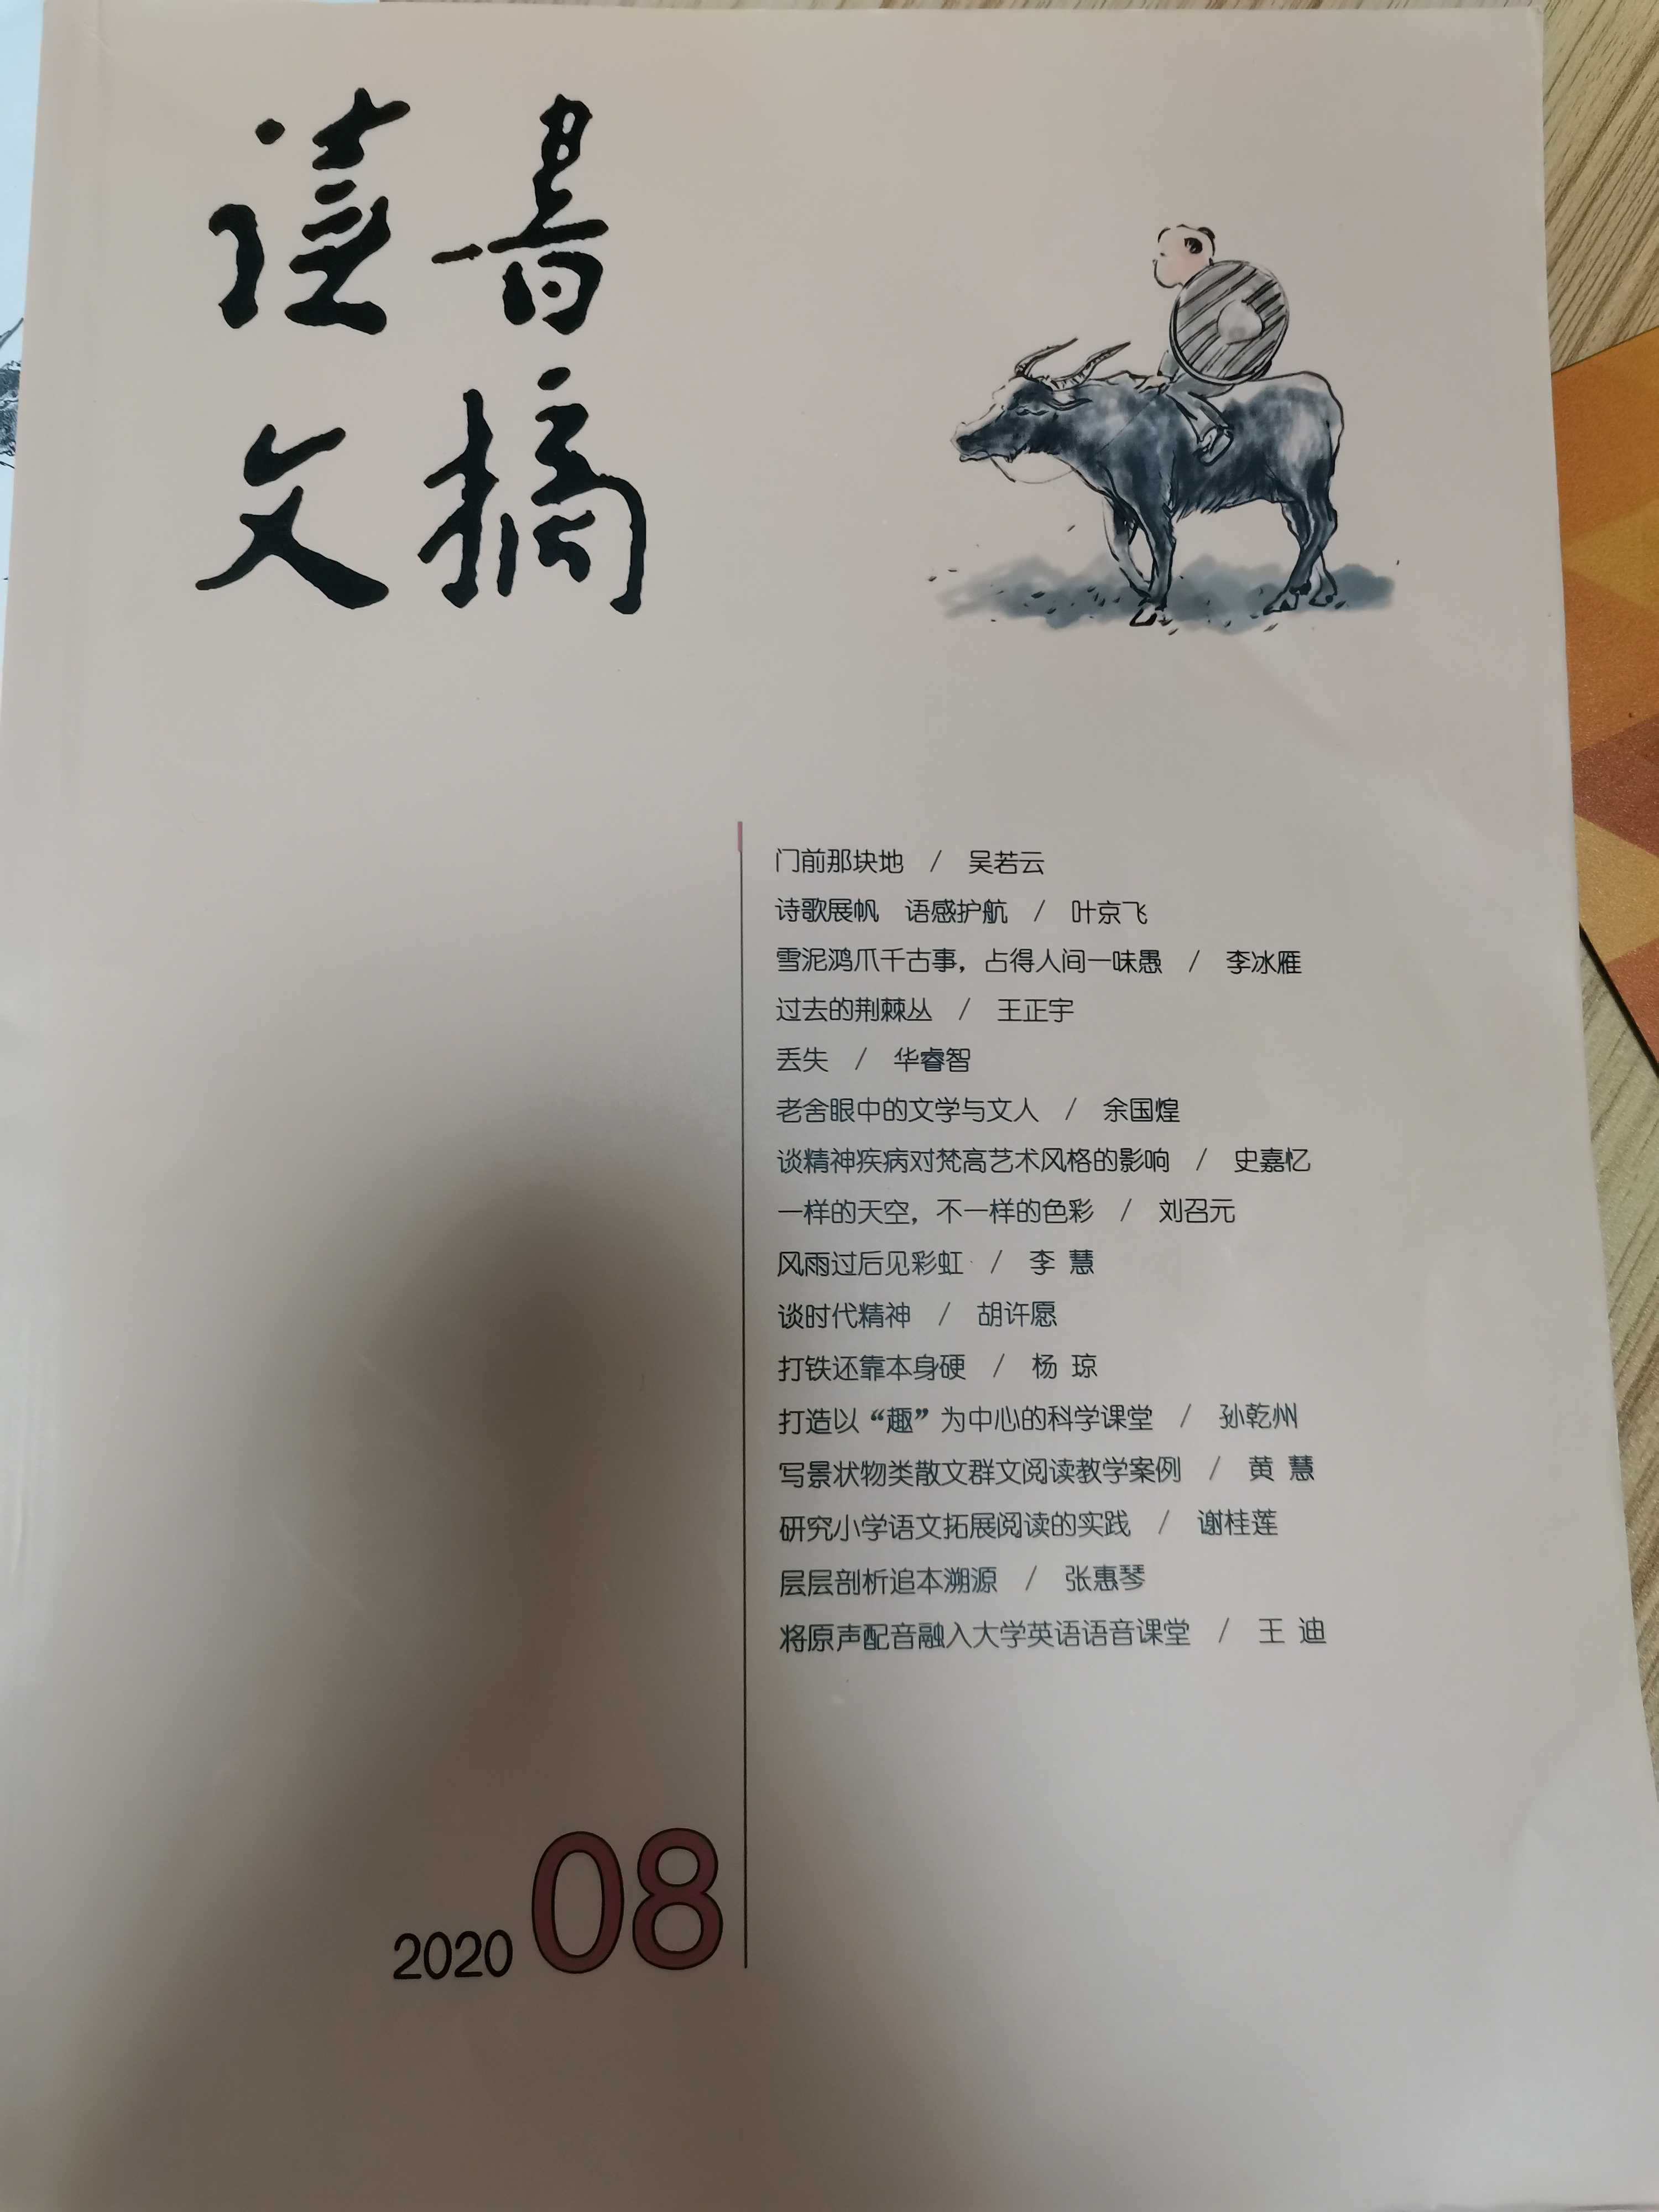 读书
文摘
门前那块地 / 吴若云
诗歌展帆 语感护航 / 叶京飞
雪泥鸿爪千古事，占得人间一味愚 / 李冰雁
过去的荆棘丛 / 王正宇
丢失 / 华睿智
老舍眼中的文学与文人 / 余国煌
谈精神疾病对梵高艺术风格的影响 / 史嘉忆
一样的天空，不一样的色彩 / 刘召元
风雨过后见彩虹 / 李 慧
谈时代精神 / 胡许愿
打铁还靠本身硬 / 杨 琼
打造以“趣”为中心的科学课堂 / 孙乾州
写景状物类散文群文阅读教学案例 / 黄 慧
研究小学语文拓展阅读的实践 / 谢桂莲
层层剖析追本溯源 / 张惠琴
将原声配音融入大学英语语音课堂 / 王 迪
2020 08